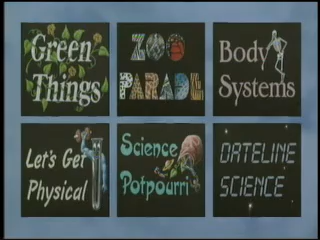 Green
Things
ZOO
PARADE
Body
Systems
Let's Get
Physical
Science
Potpourri
DATELINE
SCIENCE